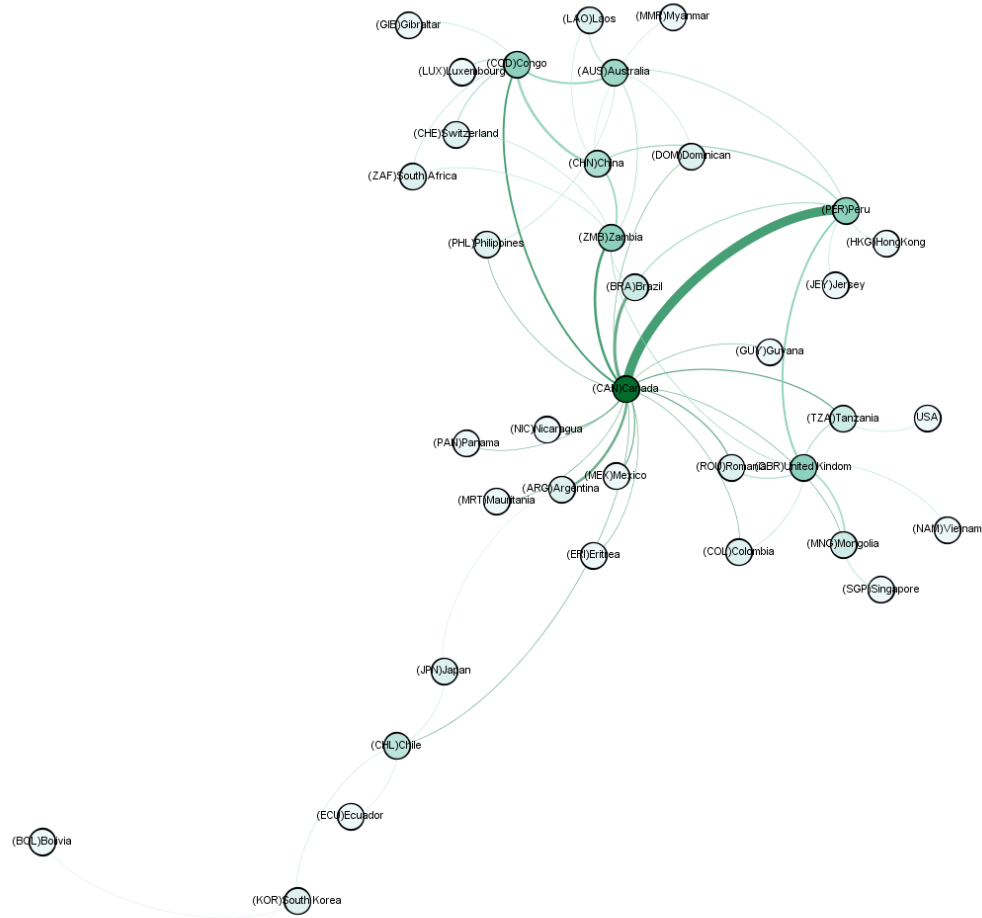 (LAO)Laos
(MMR)Myanmar
(GIB)Gibraltar
(LUX)Luxembourg
(COD)Congo
(AUS)Australia
(CHE)Switzerland
(CHN)China
(DOM)Dominican
(ZAF)South Africa
(PER)Peru
(PHL)Philippines
(ZMB)Zambia
(HKG)HongKong
(BRA)Brazil
(JEY)Jersey
(GUY)Guyana
(CAN)Canada
(TZA)Tanzania
USA
(NIC)Nicaragua
(PAN)Panama
(ROU)Romania
(GBR)United Kindom
(MEX)Mexico
(ARG)Argentina
(MRT)Mauritania
(NAM)Vietnam
(ERI)Eritrea
(COL)Colombia
(MNG)Mongolia
(SGP)Singapore
(JPN)Japan
(CHL)Chile
(ECU)Ecuador
(BOL)Bolivia
(KOR)South Korea